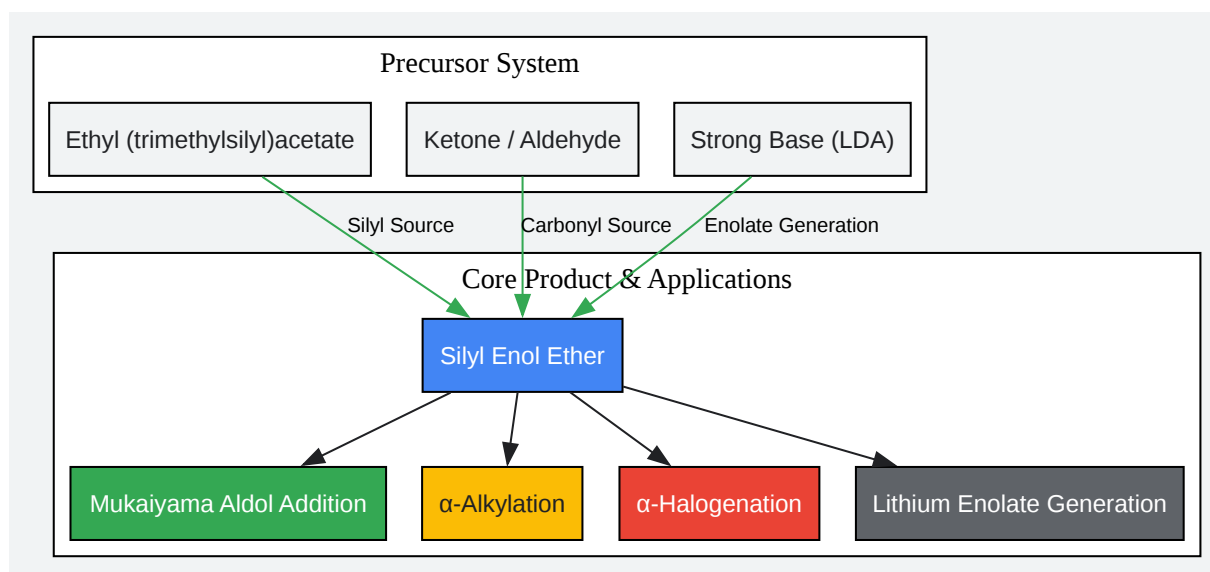 Precursor System
Ethyl (trimethylsilyl)acetate
Ketone / Aldehyde
Strong Base (LDA)
Silyl Source
Carbonyl Source
Enolate Generation
Core Product & Applications
Silyl Enol Ether
Mukaiyama Aldol Addition
α-Alkylation
α-Halogenation
Lithium Enolate Generation